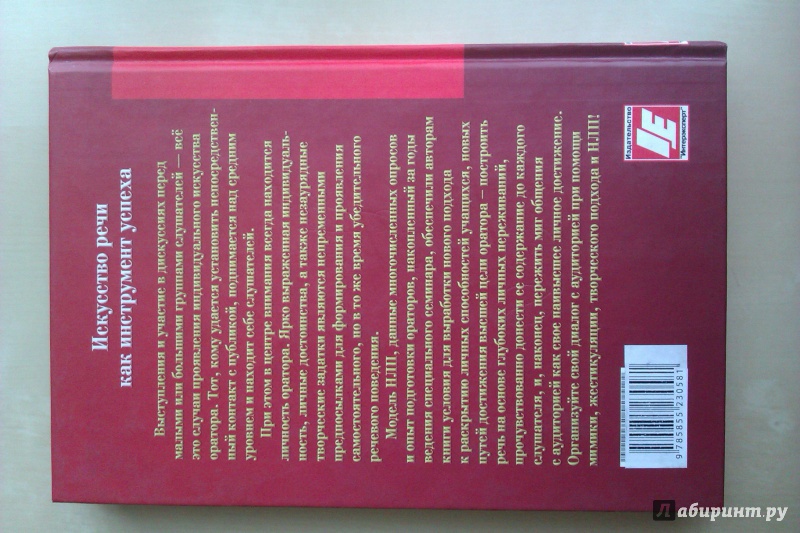 Искусство речи
как инструмент успеха
Выступления и участие в дискуссиях перед
малыми или большими группами слушателей — всё
это случаи проявления индивидуального искусства
оратора. Тот, кому удается установить непосредствен-
ный контакт с публикой, поднимается над средним
уровнем и находит себе слушателей.
При этом в центре внимания всегда находится
личность оратора. Ярко выраженная индивидуаль-
ность, личные достоинства, а также незаурядные
творческие задатки являются непременными
предпосылками для формирования и проявления
самостоятельного, но в то же время убедительного
речевого поведения.
Модель НЛП, данные многочисленных опросов
и опыт подготовки ораторов, накопленный за годы
ведения специального семинара, обеспечили авторам
книги условия для выработки нового подхода
к раскрытию личных способностей учащихся, новых
путей достижения высшей цели оратора – построить
речь на основе глубоких личных переживаний,
прочувствованно донести ее содержание до каждого
слушателя, и, наконец, пережить миг общения
с аудиторией как свое наивысшее личное достижение.
Организуйте свой диалог с аудиторией при помощи
мимики, жестикуляции, творческого подхода и НЛП!
Издательство
JE
"Интерэксперт"
9 785855 230581
Лабиринт.ру